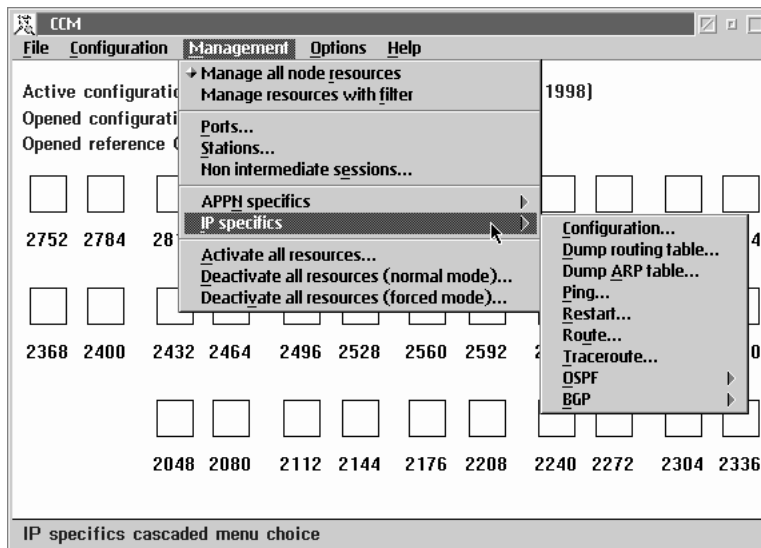 CCM
File Configuration Management Options Help
Manage all node resources
Manage resources with filter
Active 1998)
Opened
Opened reference
Ports...
Stations...
Non intermediate sessions...
APPN specifics
IP specifics
Activate all resources...
Deactivate all resources (normal mode)...
Deactivate all resources (forced mode)...
Configuration...
Dump routing table...
Dump ARP table...
Ping...
Restart...
Route...
Traceroute...
OSPF
BGP
2752 2784
2368 2400 2432 2464 2496 2528 2560 2592
2048 2080 2112 2144 2176 2208 2240 2272 2304 2336
IP specifics cascaded menu choice